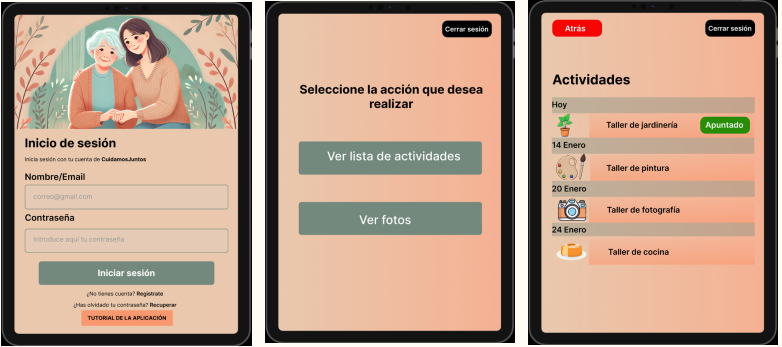 Inicio de sesión
Inicia sesión con tu cuenta de CuidamosJuntos
Nombre/Email
correo@gmail.com
Contraseña
Introduce aquí tu contraseña
Iniciar sesión
¿No tienes cuenta? Regístrate
¿Has olvidado tu contraseña? Recuperar
TUTORIAL DE LA APLICACIÓN
Cerrar sesión
Seleccione la acción que desea
realizar
Ver lista de actividades
Ver fotos
Atrás
Cerrar sesión
Actividades
Hoy
Taller de jardinería
Apuntado
14 Enero
Taller de pintura
20 Enero
Taller de fotografía
24 Enero
Taller de cocina